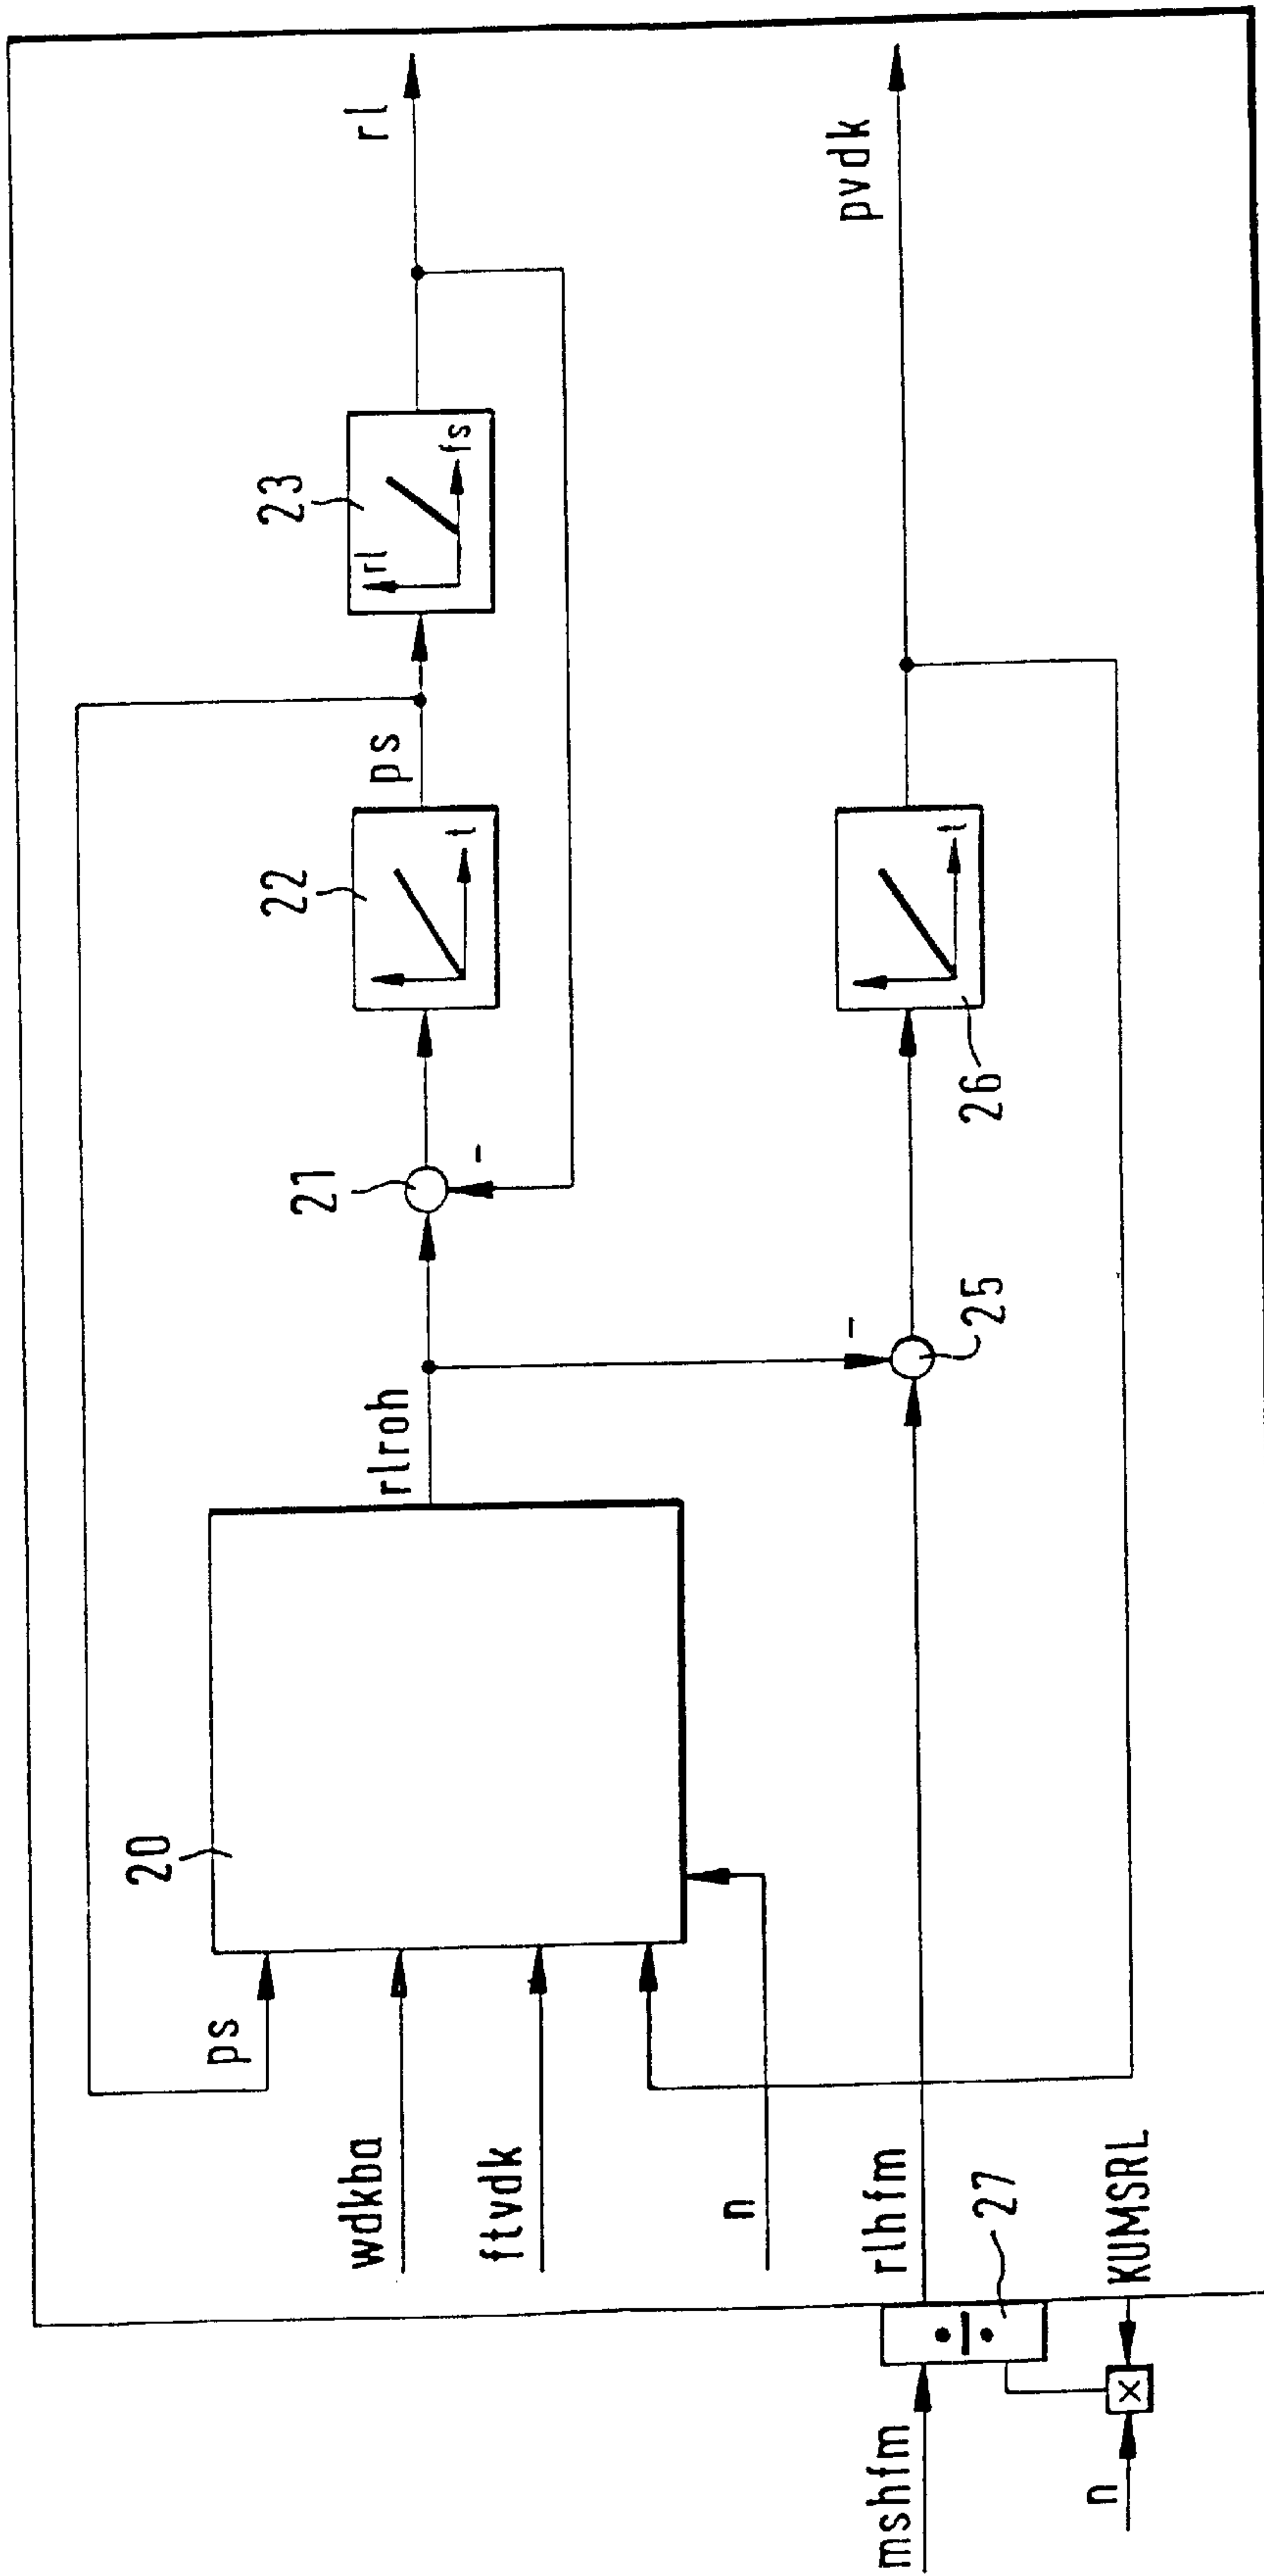 20
ps
wdkba
ftvdk
n
rlroh
21
-
22
t
ps
23
rl
fs
rl
mshfm
÷
rlhfm
27
n
x
KUMSRL
-
25
26
t
pvdk